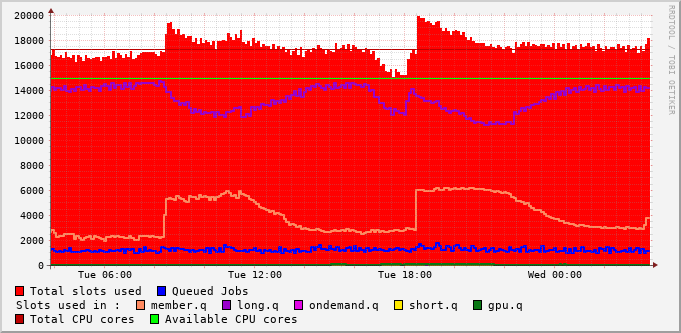 20000
18000
16000
14000
12000
10000
8000
6000
4000
2000
0
Tue 06:00 Tue 12:00 Tue 18:00 Wed 00:00
RRDTOOL / TOBI OETIKER
Total slots used Queued Jobs
Slots used in : member.q long.q ondemand.q short.q gpu.q
Total CPU cores Available CPU cores